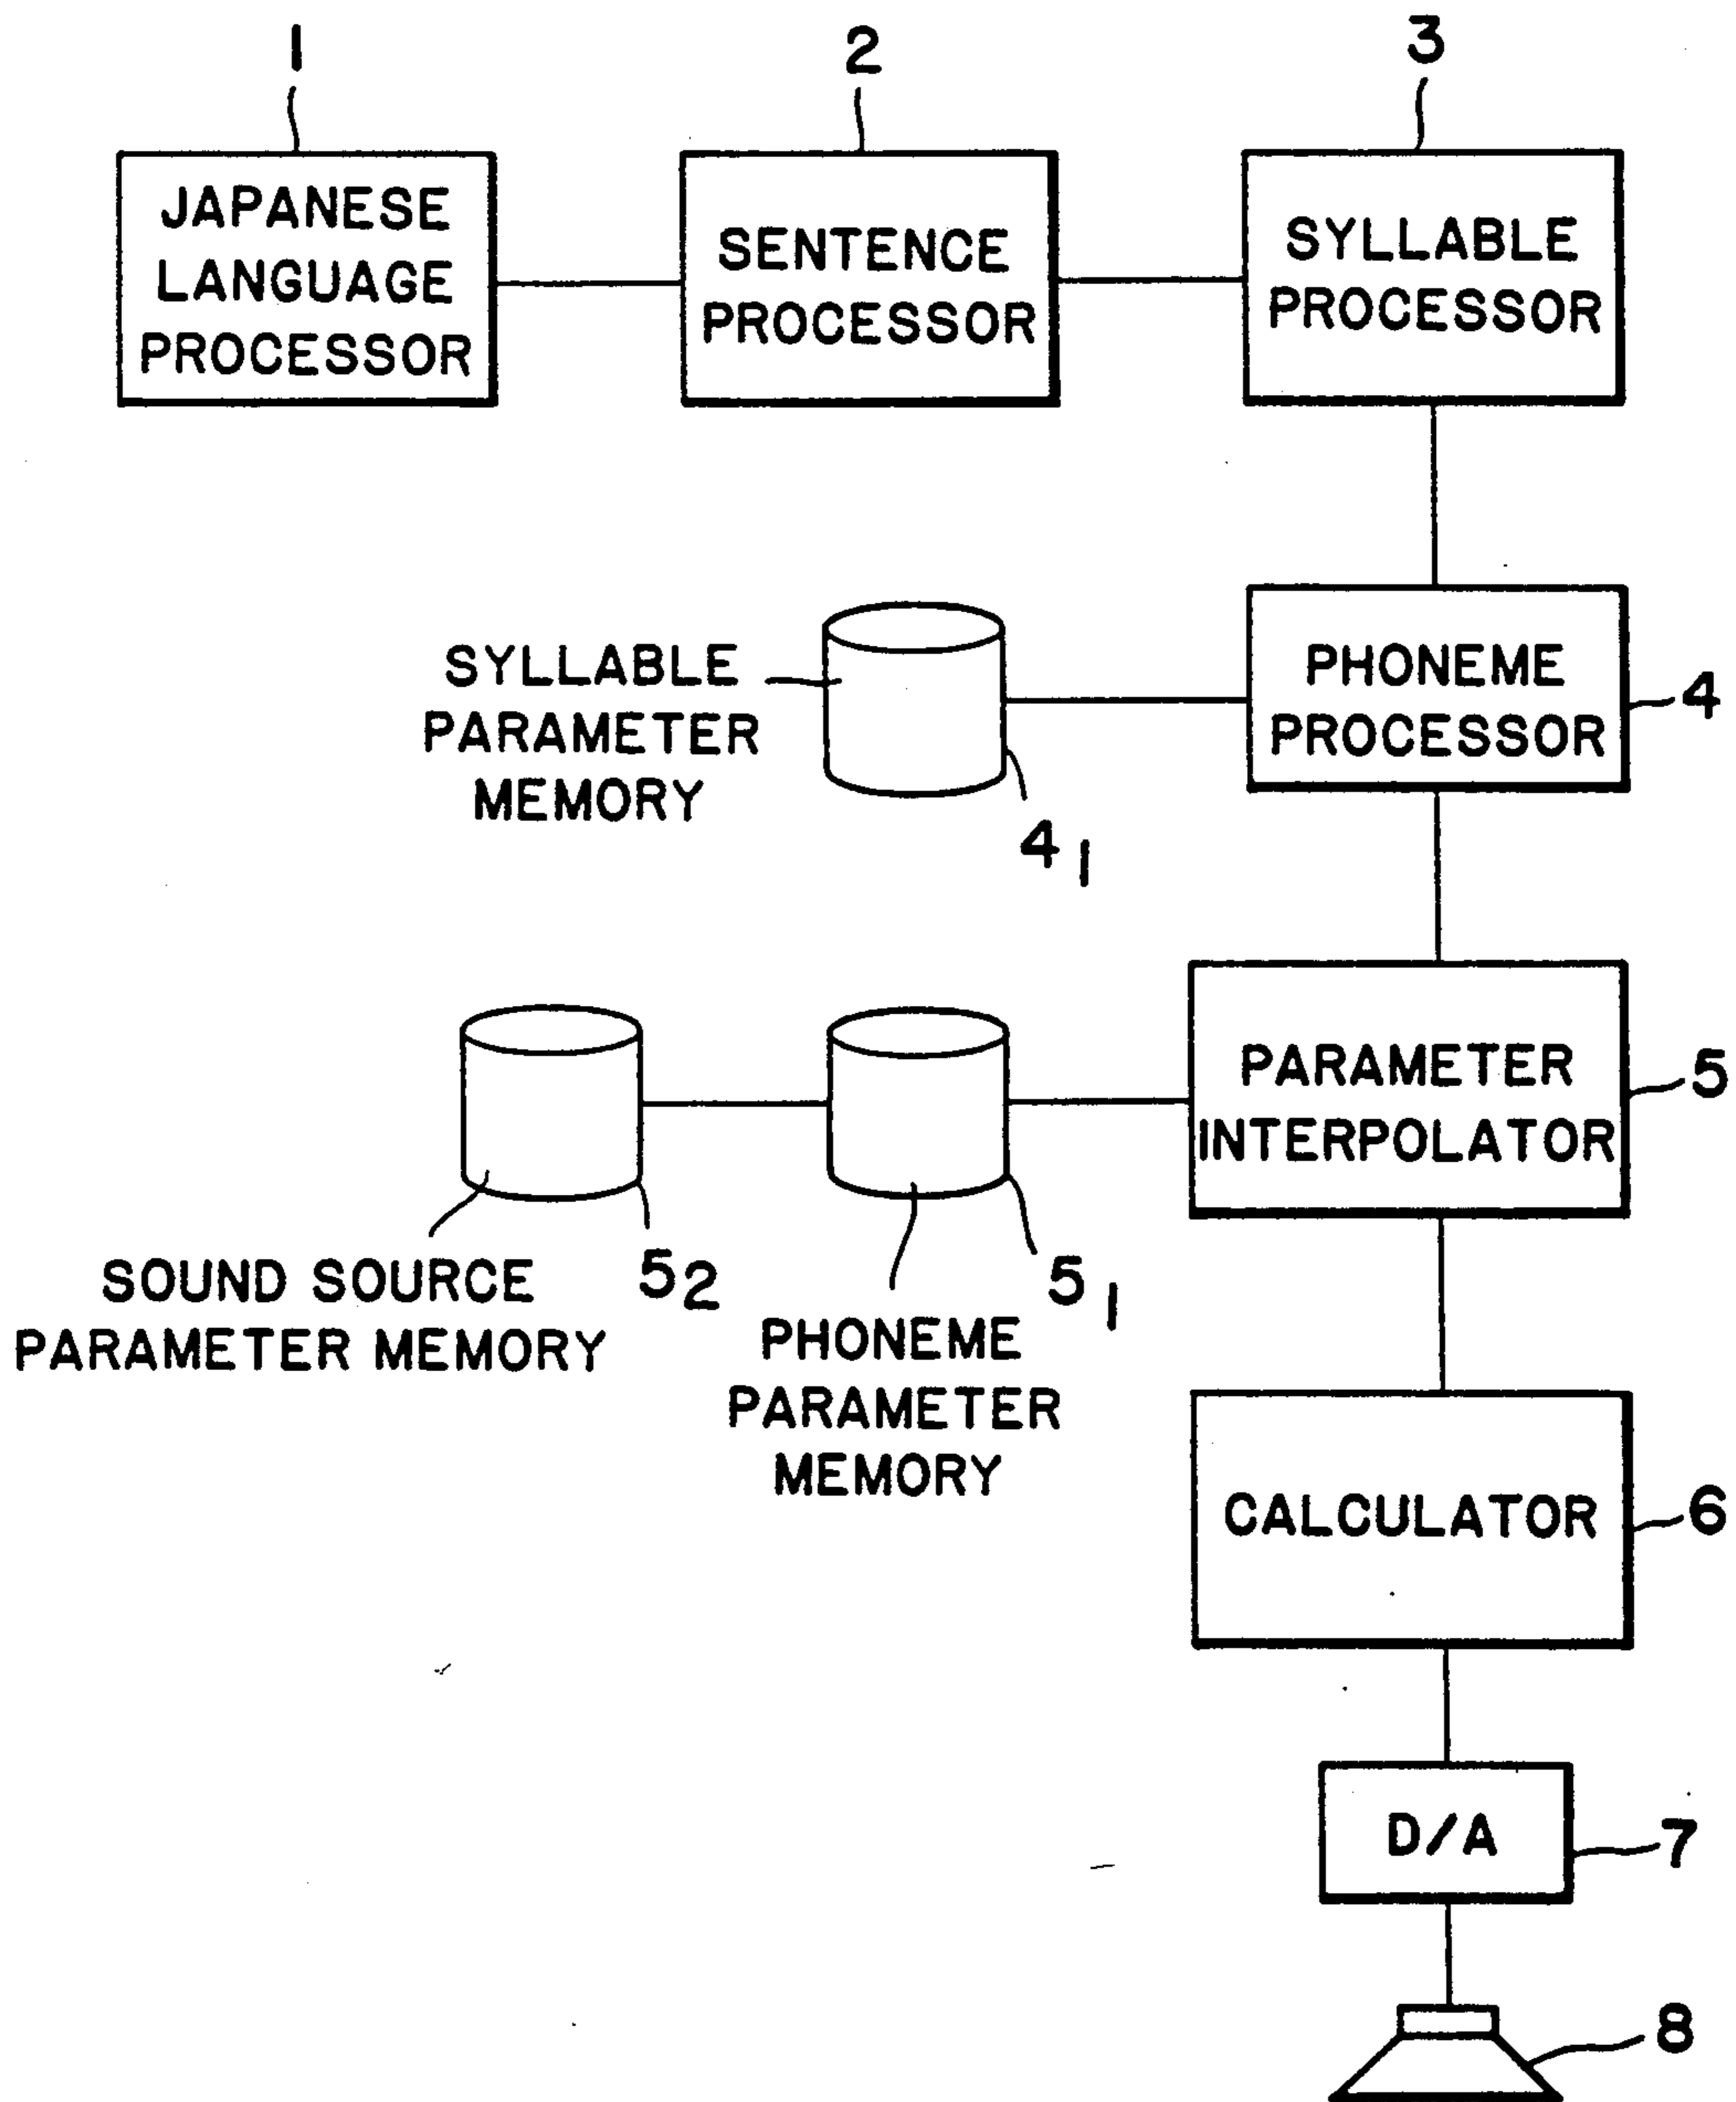 1
2
3
JAPANESE
LANGUAGE
PROCESSOR
SENTENCE
PROCESSOR
SYLLABLE
PROCESSOR
SYLLABLE
PARAMETER
MEMORY
4₁
PHONEME
PROCESSOR
4
SOUND SOURCE
PARAMETER MEMORY
5₂
PHONEME
PARAMETER
MEMORY
5₁
PARAMETER
INTERPOLATOR
5
CALCULATOR
6
D/A
7
8